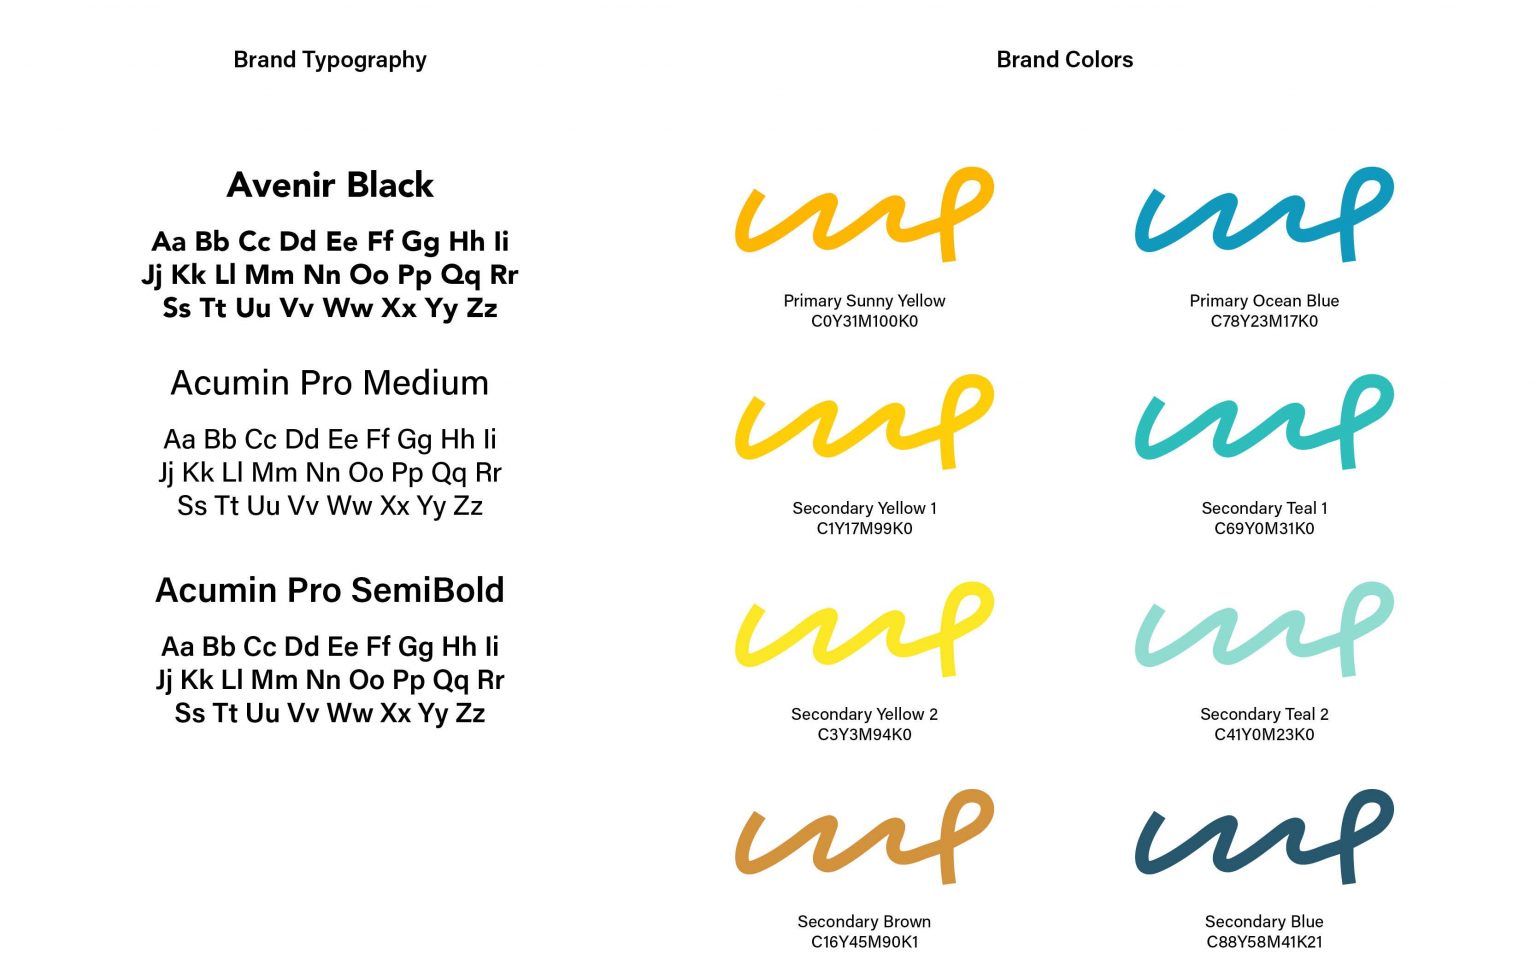 Brand Typography
Avenir Black
Aa Bb Cc Dd Ee Ff Gg Hh Ii
Jj Kk Ll Mm Nn Oo Pp Qq Rr
Ss Tt Uu Vv Ww Xx Yy Zz
Acumin Pro Medium
Aa Bb Cc Dd Ee Ff Gg Hh Ii
Jj Kk Ll Mm Nn Oo Pp Qq Rr
Ss Tt Uu Vv Ww Xx Yy Zz
Acumin Pro SemiBold
Aa Bb Cc Dd Ee Ff Gg Hh Ii
Jj Kk Ll Mm Nn Oo Pp Qq Rr
Ss Tt Uu Vv Ww Xx Yy Zz
Brand Colors
Primary Sunny Yellow
C0Y31M100K0
Primary Ocean Blue
C78Y23M17K0
Secondary Yellow 1
C1Y17M99K0
Secondary Teal 1
C69Y0M31K0
Secondary Yellow 2
C3Y3M94K0
Secondary Teal 2
C41Y0M23K0
Secondary Brown
C16Y45M90K1
Secondary Blue
C88Y58M41K21